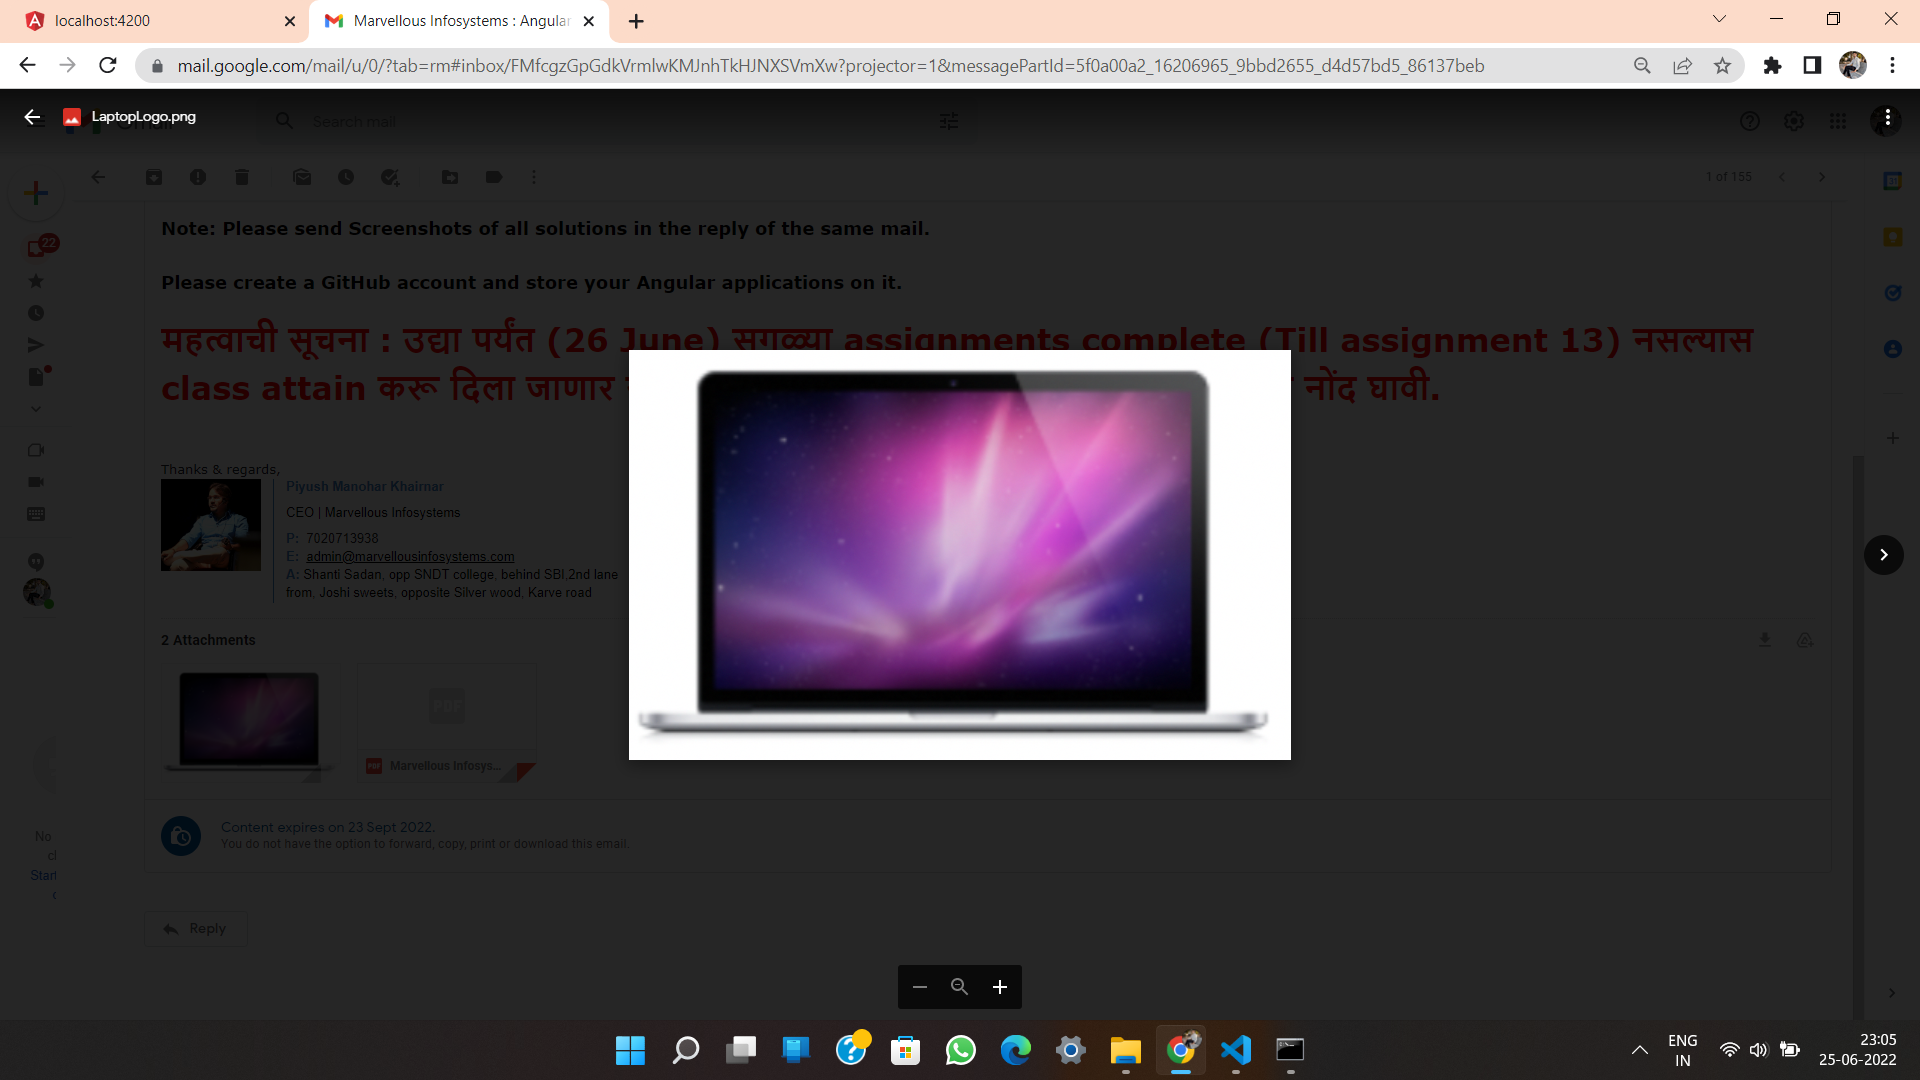 localhost:4200
Marvellous Infosystems : Angular
mail.google.com/mail/u/0/?tab=rm#inbox/FMfcgzGpGdkVrmlwKMJnhTkHJNXSVmXw?projector=1&messagePartId=5f0a00a2_16206965_9bbd2655_d4d57bd5_86137beb
LaptopLogo.png
Search mail
1 of 155
22
Note: Please send Screenshots of all solutions in the reply of the same mail.
Please create a GitHub account and store your Angular applications on it.
महत्वाची सूचना : उद्या पर्यंत (26 June) सगळ्या assignments complete (Till assignment 13) नसल्यास
class attain करू दिला जाणार नोंद घावी.
Thanks & regards,
Piyush Manohar Khairnar
CEO | Marvellous Infosystems
P: 7020713938
E: admin@marvellousinfosystems.com
A: Shanti Sadan, opp SNDT college, behind SBI,2nd lane
from, Joshi sweets, opposite Silver wood, Karve road
2 Attachments
PDF
PDF Marvellous Infosys...
Content expires on 23 Sept 2022.
You do not have the option to forward, copy, print or download this email.
No
Start
Reply
ENG
IN
23:05
25-06-2022